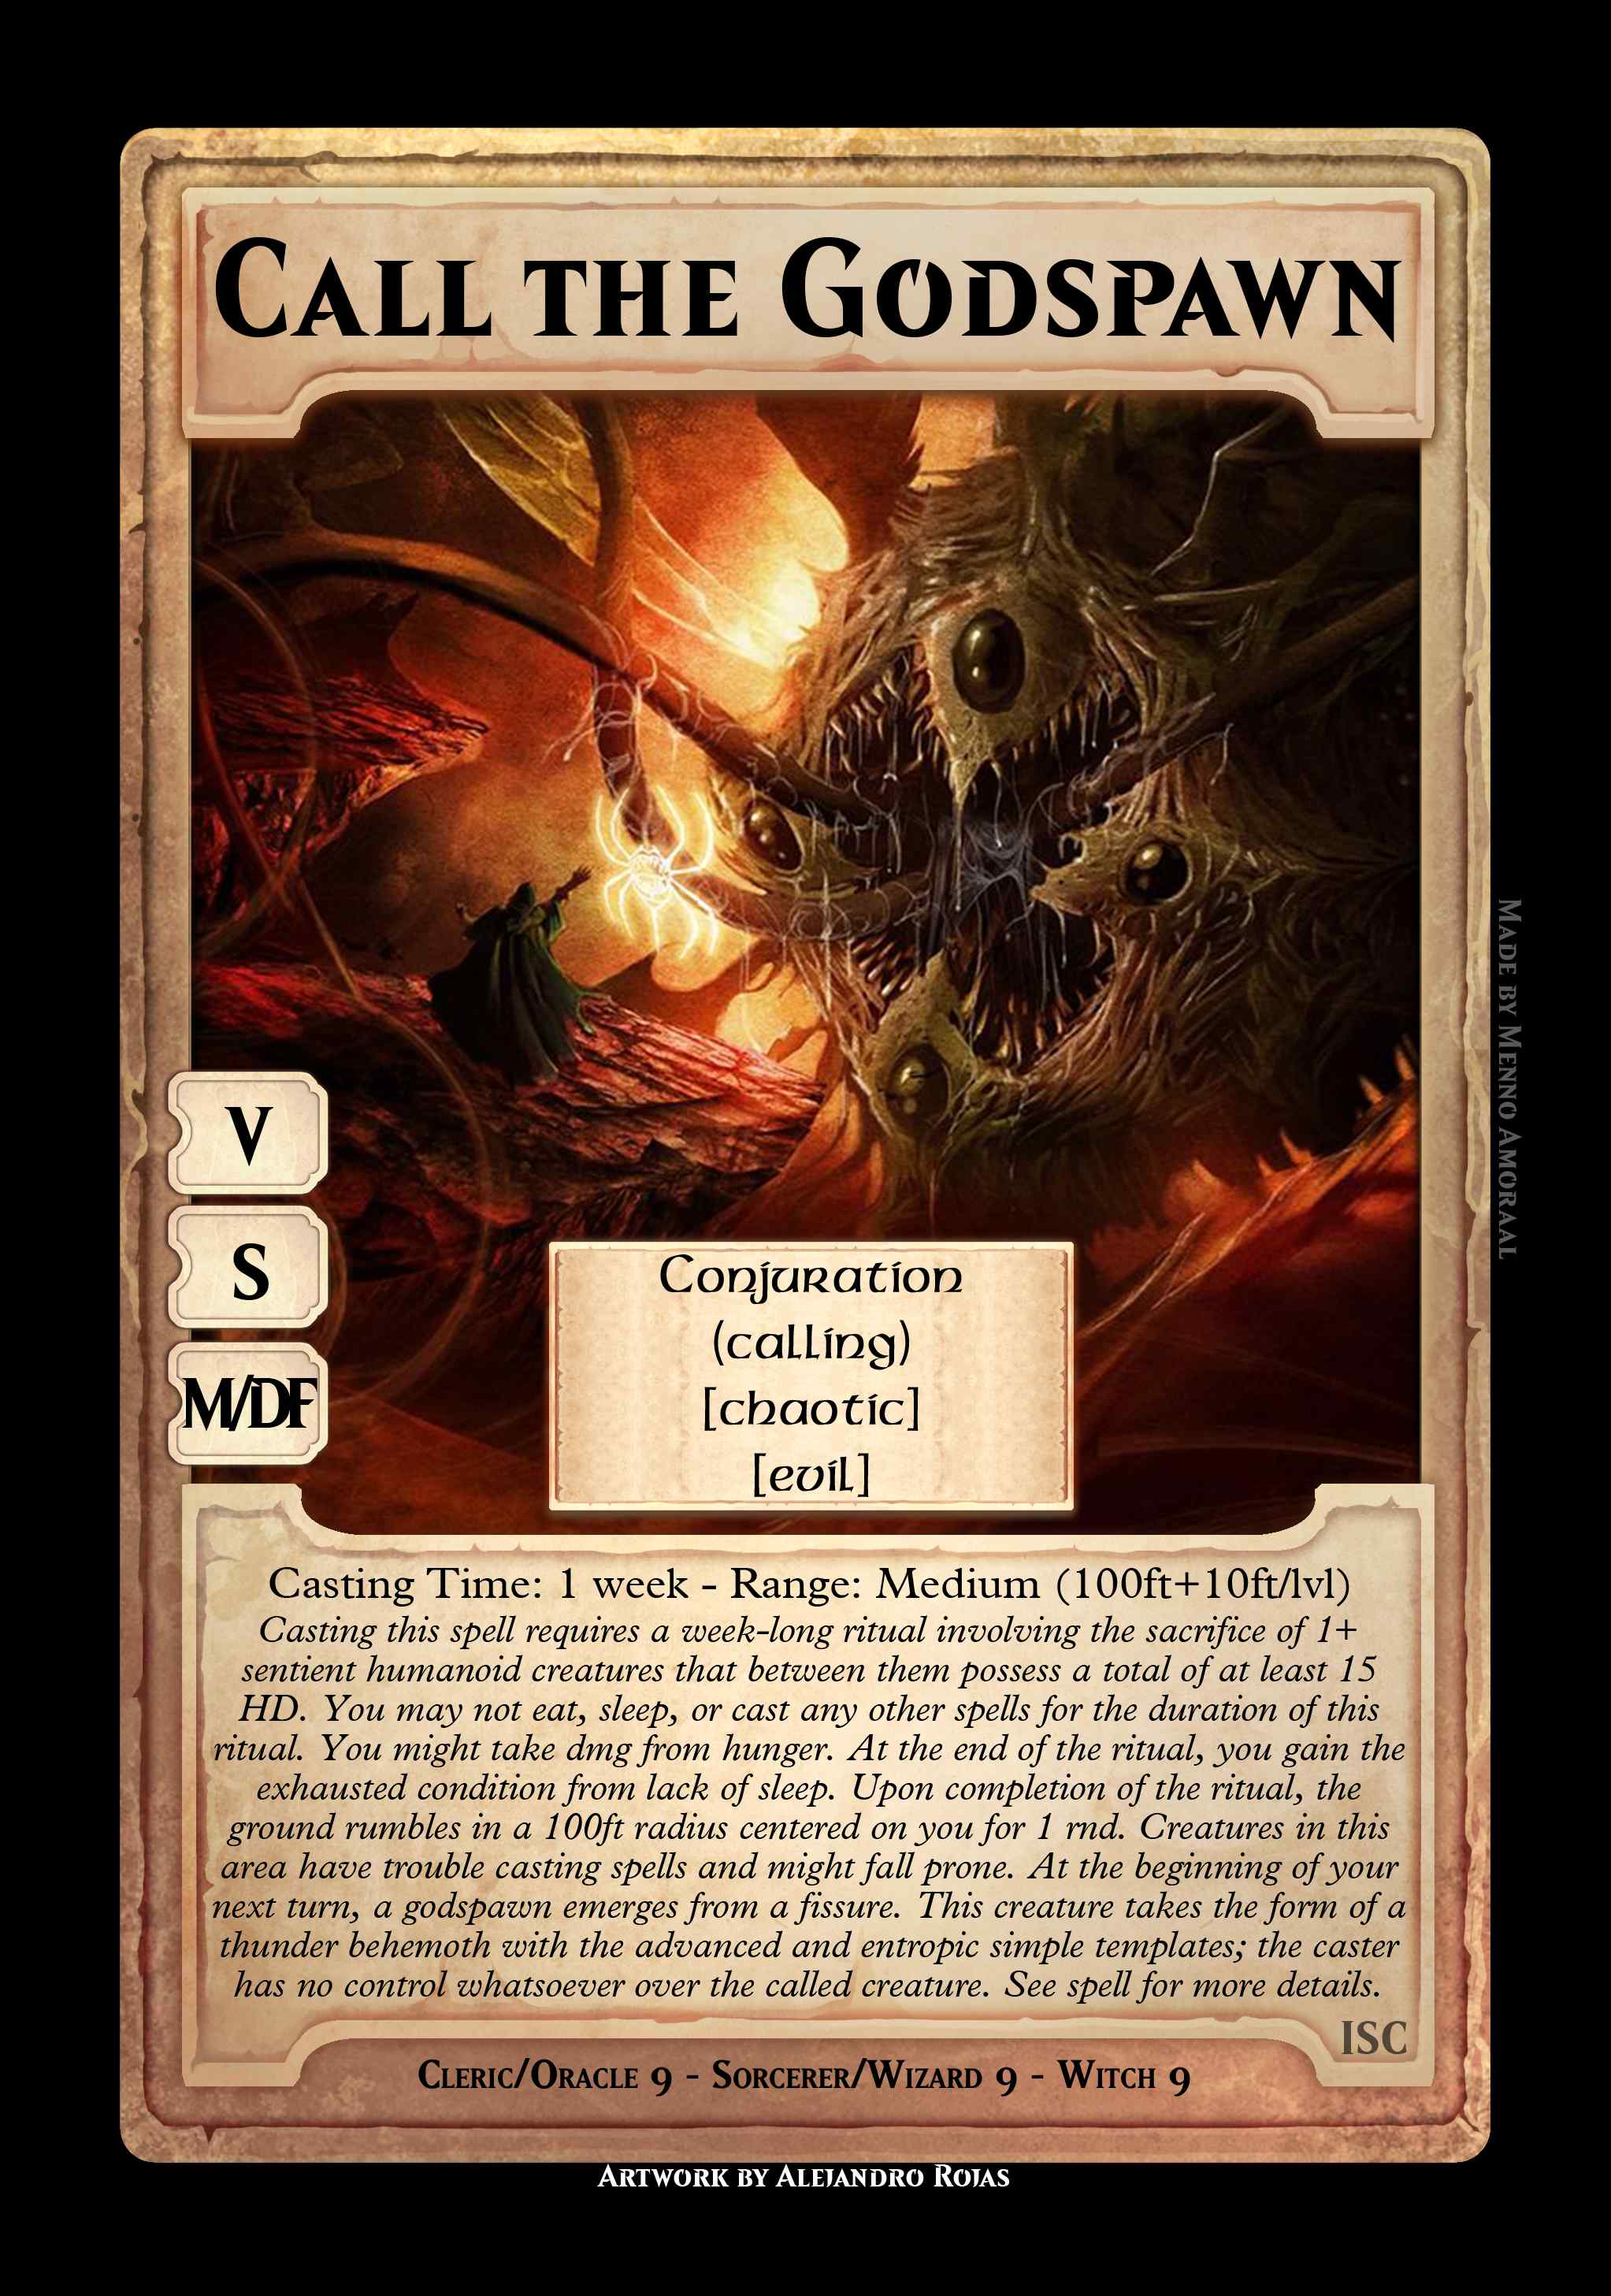 Call the Godspawn
Made by Menno Amoraal
V
S
M/DF
Conjuration
(calling)
[chaotic]
[evil]
Casting Time: 1 week - Range: Medium (100ft+10ft/lvl)
Casting this spell requires a week-long ritual involving the sacrifice of 1+
sentient humanoid creatures that between them possess a total of at least 15
HD. You may not eat, sleep, or cast any other spells for the duration of this
ritual. You might take dmg from hunger. At the end of the ritual, you gain the
exhausted condition from lack of sleep. Upon completion of the ritual, the
ground rumbles in a 100ft radius centered on you for 1 rnd. Creatures in this
area have trouble casting spells and might fall prone. At the beginning of your
next turn, a godspawn emerges from a fissure. This creature takes the form of a
thunder behemoth with the advanced and entropic simple templates; the caster
has no control whatsoever over the called creature. See spell for more details.
ISC
Cleric/Oracle 9 - Sorcerer/Wizard 9 - Witch 9
Artwork by Alejandro Rojas